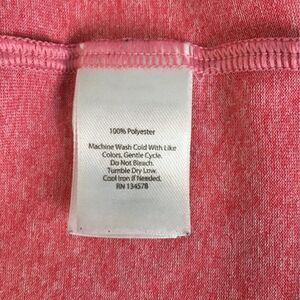 100% Polyester
Machine Wash Cold With Like
Colors, Gentle Cycle.
Do Not Bleach.
Tumble Dry Low.
Cool Iron if Needed.
RN 134578